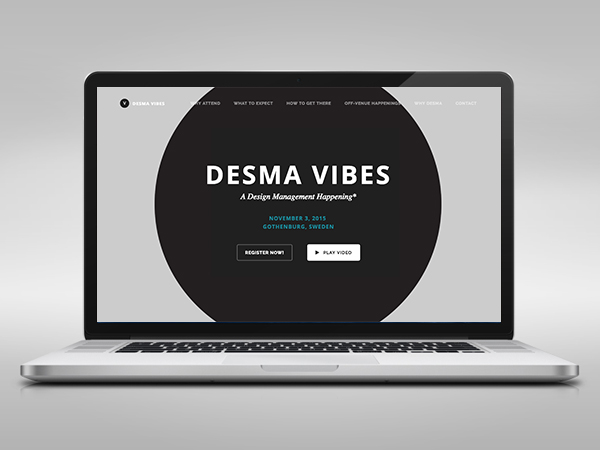 V DESMA VIBES WHY ATTEND WHAT TO EXPECT HOW TO GET THERE OFF-VENUE HAPPENINGS WHY DESMA CONTACT
DESMA VIBES
A Design Management Happening*
NOVEMBER 3, 2015
GOTHENBURG, SWEDEN
REGISTER NOW! PLAY VIDEO